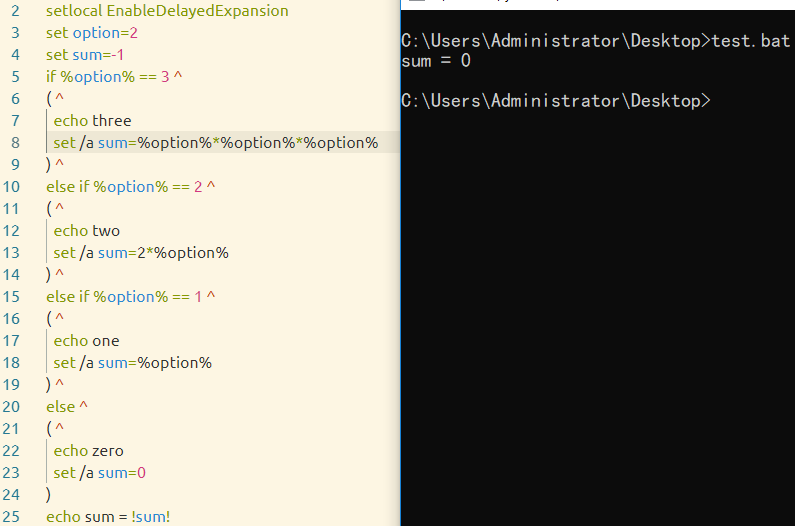 2 setlocal EnableDelayedExpansion
3 set option=2
4 set sum=-1
5 if %option% == 3 ^
6 ( ^
7 echo three
8 set /a sum=%option%*%option%*%option%
9 ) ^
10 else if %option% == 2 ^
11 ( ^
12 echo two
13 set /a sum=2*%option%
14 ) ^
15 else if %option% == 1 ^
16 ( ^
17 echo one
18 set /a sum=%option%
19 ) ^
20 else ^
21 ( ^
22 echo zero
23 set /a sum=0
24 )
25 echo sum = !sum!
C:\Users\Administrator\Desktop>test.bat
sum = 0
C:\Users\Administrator\Desktop>